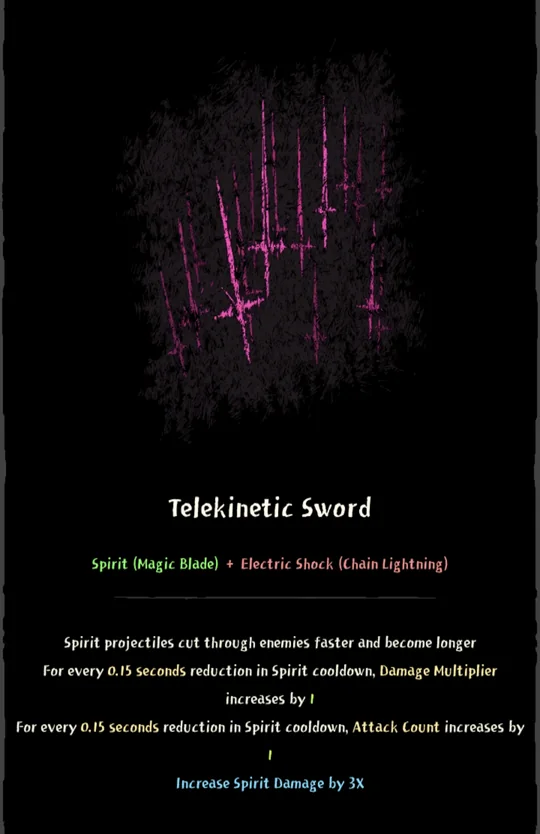 Telekinetic Sword
Spirit (Magic Blade) + Electric Shock (Chain Lightning)
Spirit projectiles cut through enemies faster and become longer
For every 0.15 seconds reduction in Spirit cooldown, Damage Multiplier
increases by 1
For every 0.15 seconds reduction in Spirit cooldown, Attack Count increases by
1
Increase Spirit Damage by 3X